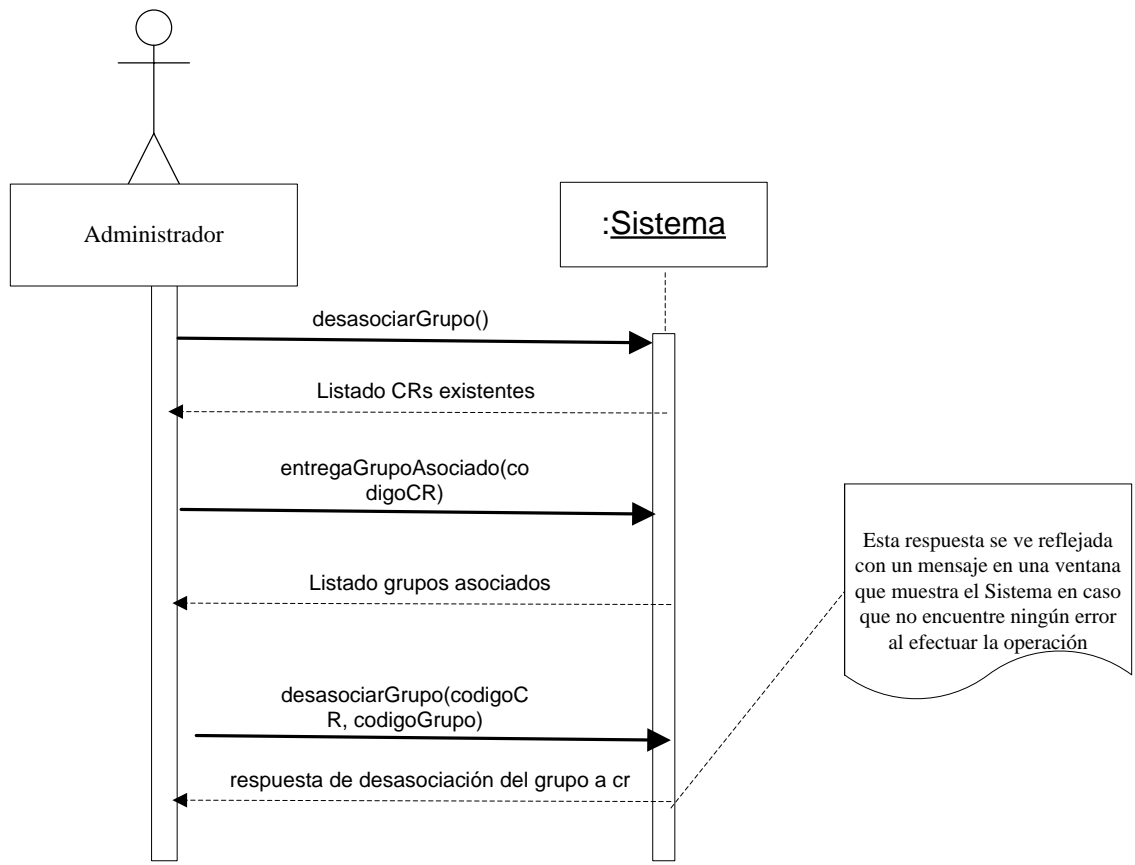 Administrador
:Sistema
desasociarGrupo()
Listado CRs existentes
entregaGrupoAsociado(co
digoCR)
Listado grupos asociados
desasociarGrupo(codigoC
R, codigoGrupo)
respuesta de desasociación del grupo a cr
Esta respuesta se ve reflejada
con un mensaje en una ventana
que muestra el Sistema en caso
que no encuentre ningún error
al efectuar la operación